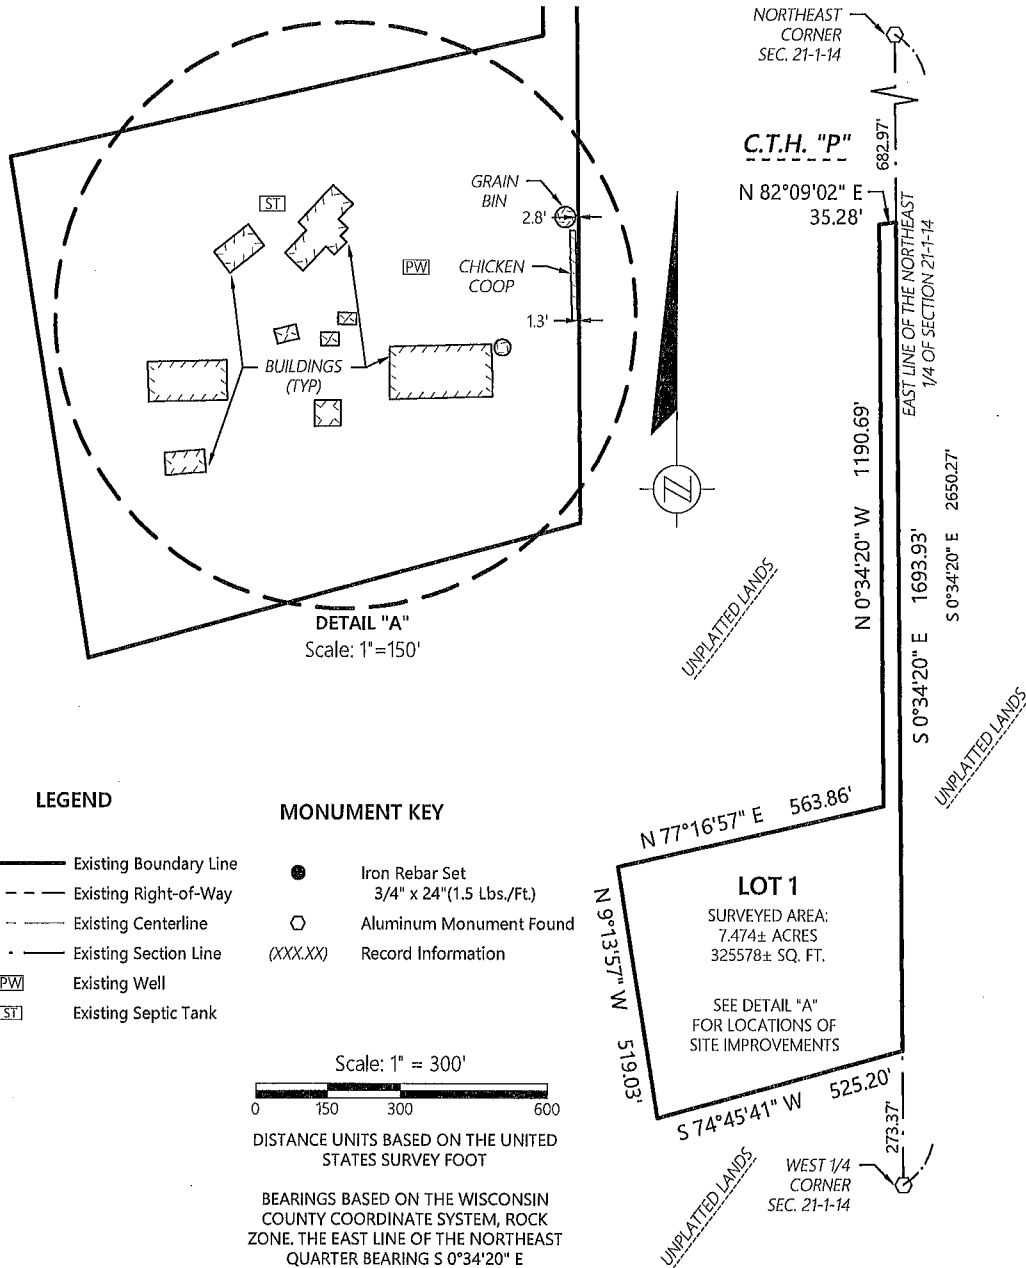 NORTHEAST
CORNER
SEC. 21-1-14
682.97'
C.T.H. "P"
N 82°09'02" E
35.28'
EAST LINE OF THE NORTHEAST
1/4 OF SECTION 21-1-14
ST
GRAIN
BIN
2.8'
PW
CHICKEN
COOP
1.3'
BUILDINGS
(TYP)
DETAIL "A"
Scale: 1"=150'
N
N 0°34'20" W 1190.69'
S 0°34'20" E 1693.93'
S 0°34'20" E 2650.27'
UNPLATTED LANDS
UNPLATTED LANDS
LEGEND
Existing Boundary Line
Existing Right-of-Way
Existing Centerline
Existing Section Line
PW Existing Well
ST Existing Septic Tank
MONUMENT KEY
Iron Rebar Set
3/4" x 24"(1.5 Lbs./Ft.)
Aluminum Monument Found
(XXX.XX) Record Information
N 77°16'57" E 563.86'
N 9°13'57" W 519.03'
LOT 1
SURVEYED AREA:
7.474± ACRES
325578± SQ. FT.
SEE DETAIL "A"
FOR LOCATIONS OF
SITE IMPROVEMENTS
S 74°45'41" W 525.20'
273.37'
WEST 1/4
CORNER
SEC. 21-1-14
UNPLATTED LANDS
Scale: 1" = 300'
0 150 300 600
DISTANCE UNITS BASED ON THE UNITED
STATES SURVEY FOOT
BEARINGS BASED ON THE WISCONSIN
COUNTY COORDINATE SYSTEM, ROCK
ZONE. THE EAST LINE OF THE NORTHEAST
QUARTER BEARING S 0°34'20" E